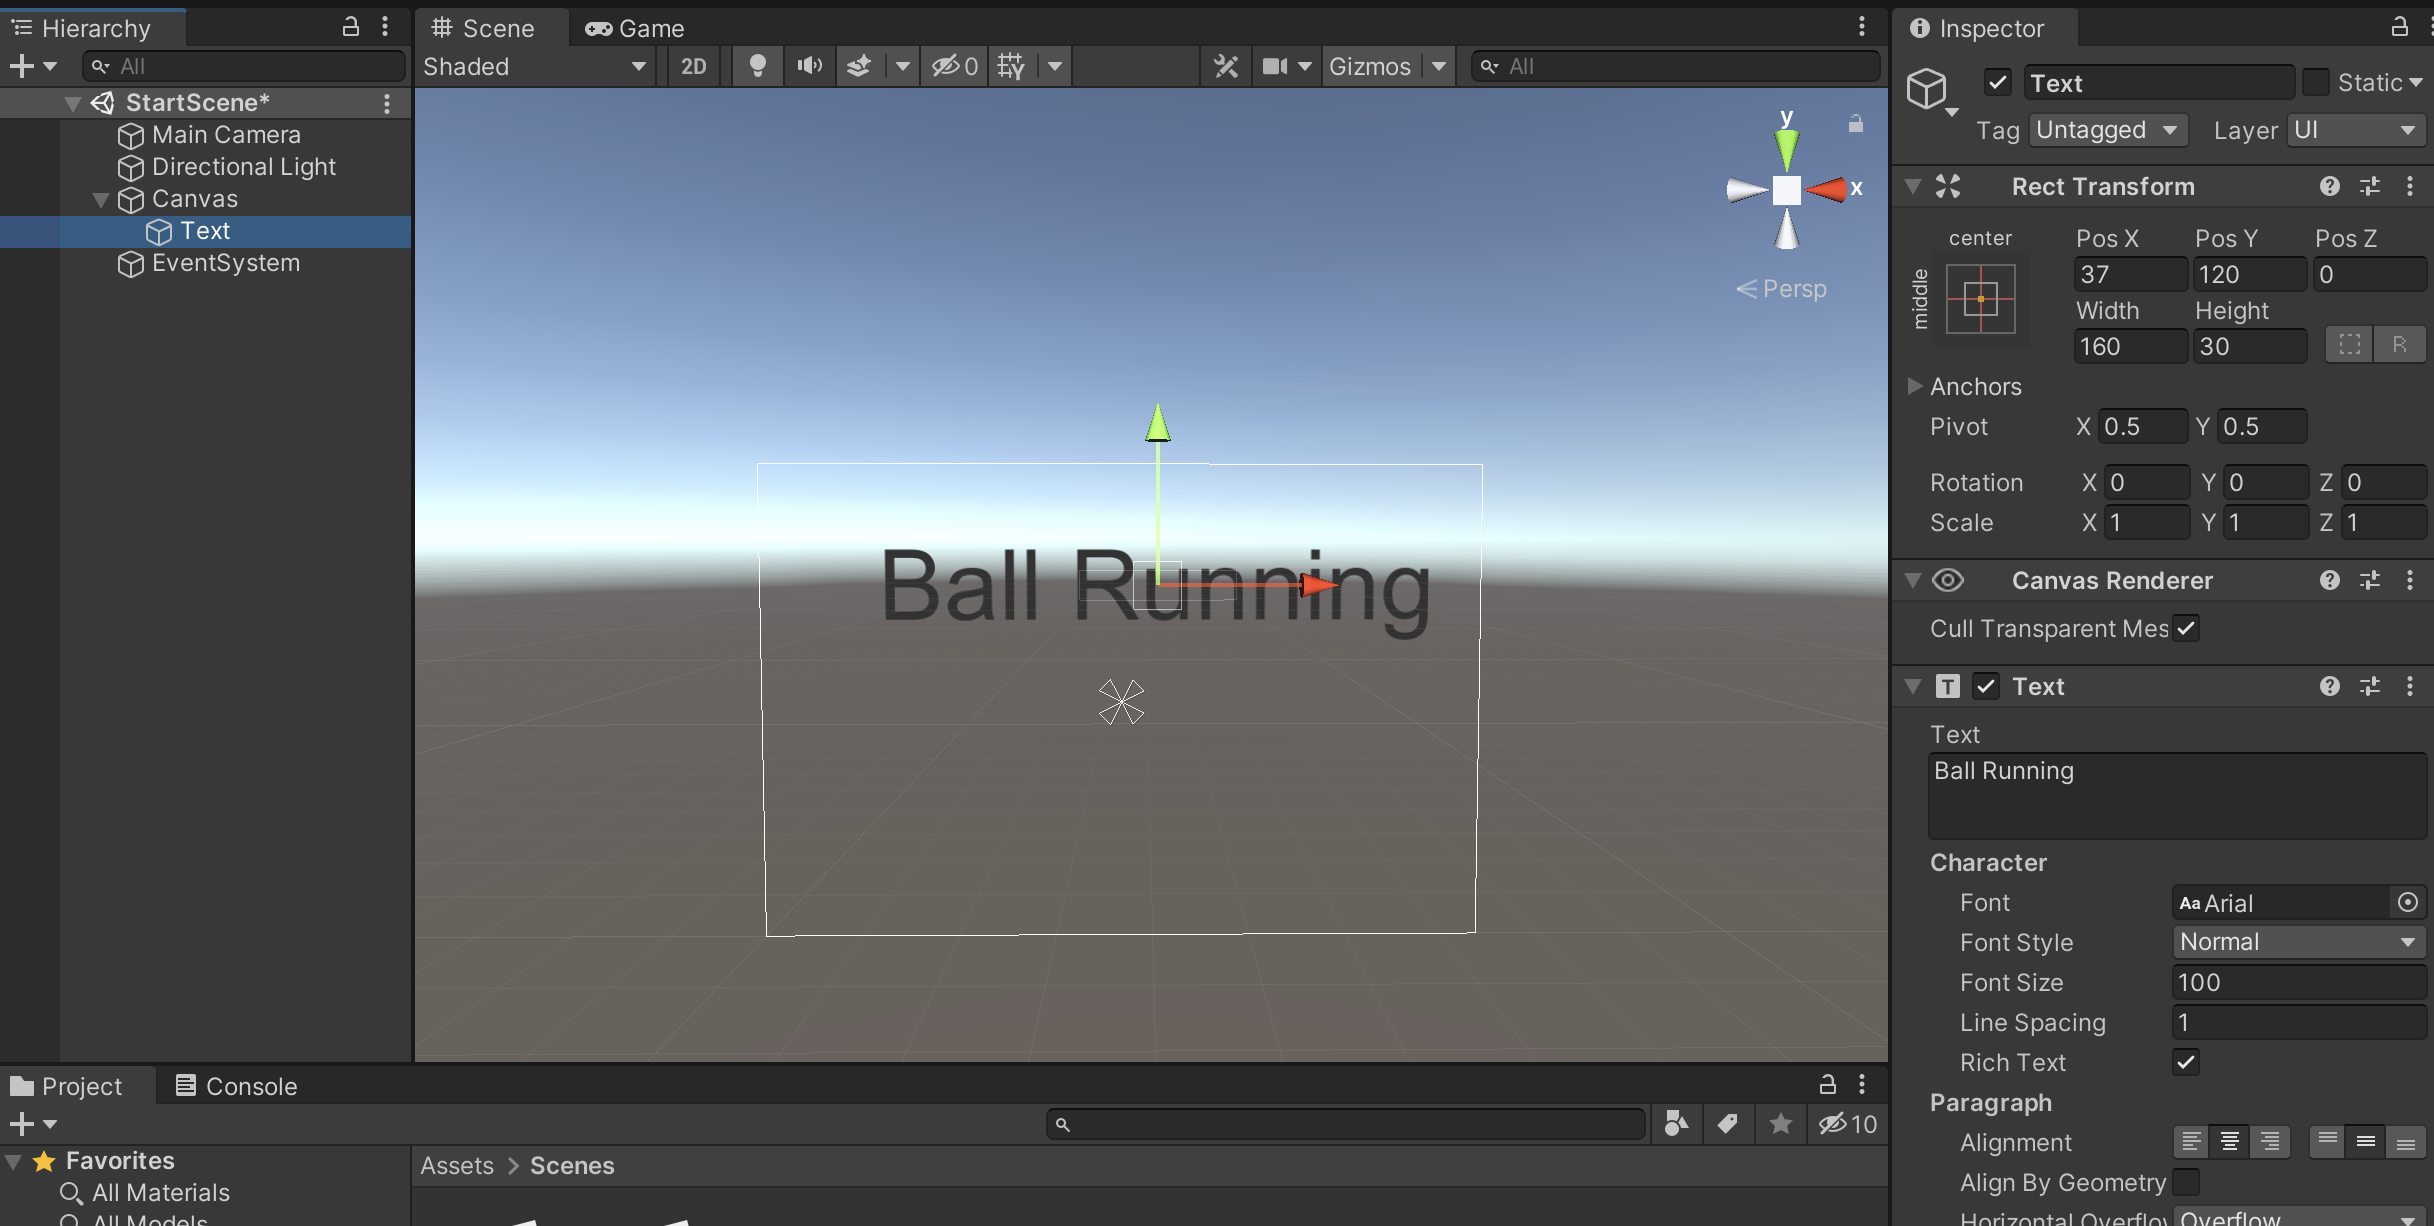 Hierarchy
All
StartScene*
Main Camera
Directional Light
Canvas
Text
EventSystem
Scene
Game
Shaded
2D
0
Gizmos
All
y
x
Persp
Ball Running
Inspector
Text
Static
Tag
Untagged
Layer
UI
Rect Transform
center
middle
Pos X
Pos Y
Pos Z
37
120
0
Width
Height
160
30
R
Anchors
Pivot
X 0.5
Y 0.5
Rotation
X 0
Y 0
Z 0
Scale
X 1
Y 1
Z 1
Canvas Renderer
Cull Transparent Mes
T
Text
Text
Ball Running
Character
Font
Aa Arial
Font Style
Normal
Font Size
100
Line Spacing
1
Rich Text
Paragraph
Alignment
Align By Geometry
Horizontal Overflo
Overflow
Project
Console
10
Favorites
All Materials
All Models
Assets > Scenes